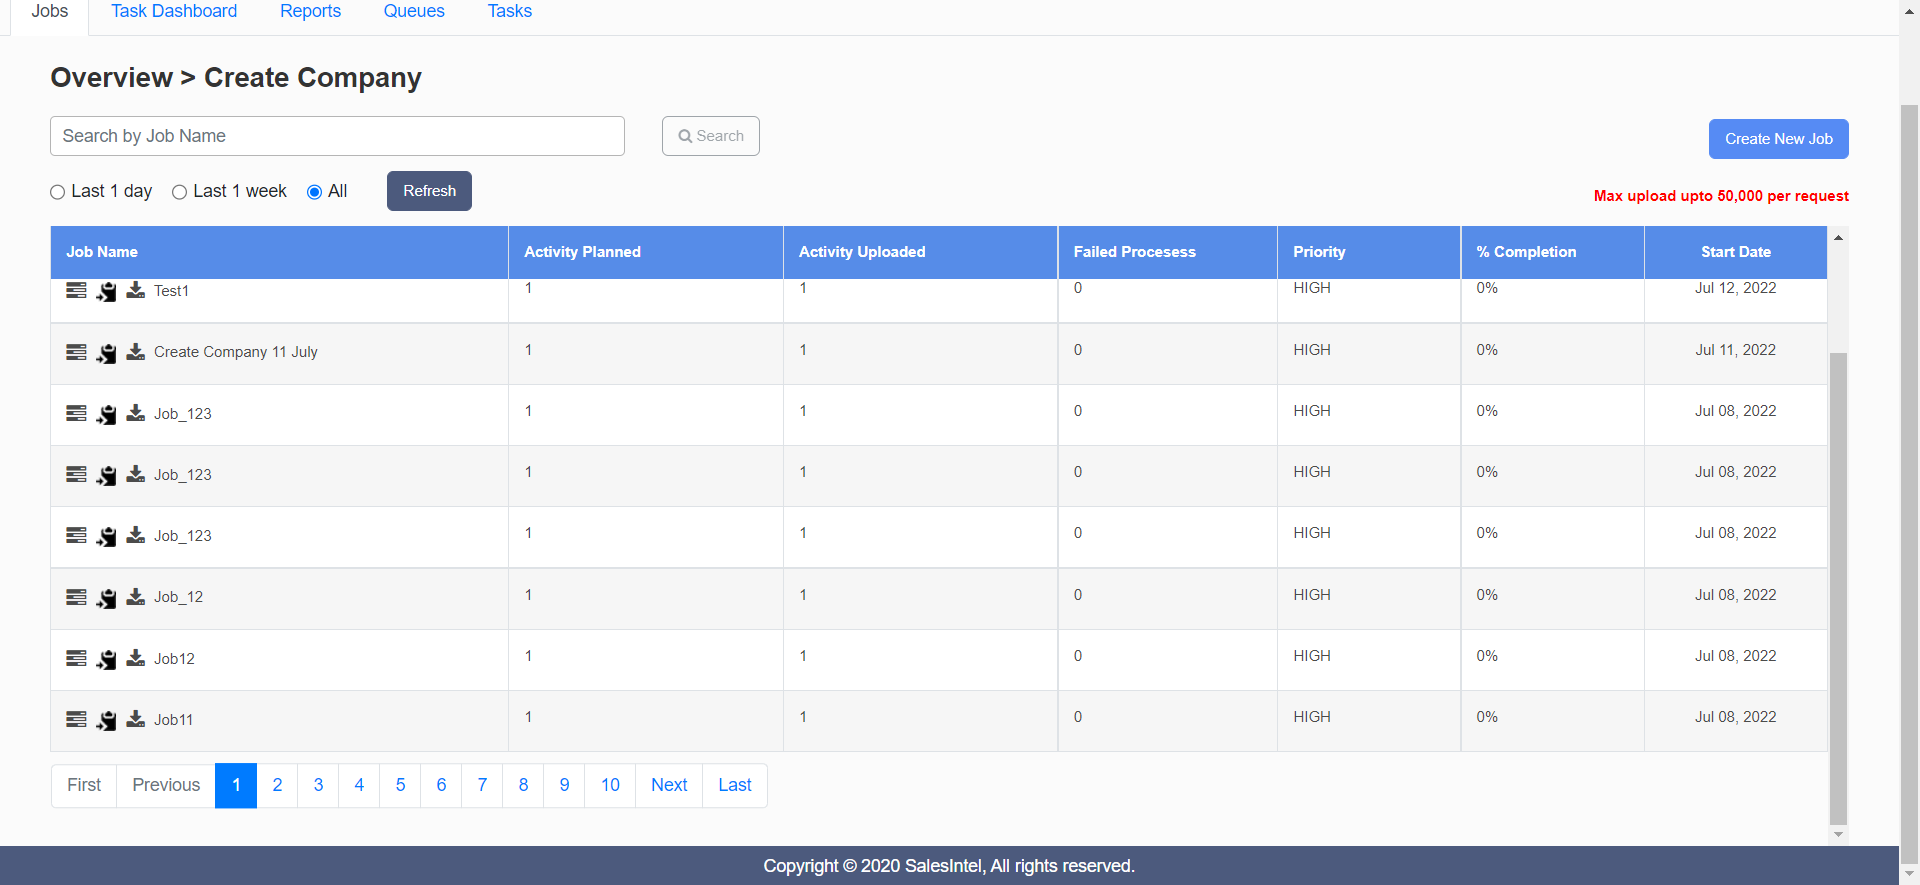 Jobs Task Dashboard Reports Queues Tasks
Overview > Create Company
Search by Job Name Search Create New Job
Last 1 day Last 1 week All Refresh Max upload upto 50,000 per request
Job Name Activity Planned Activity Uploaded Failed Procesess Priority % Completion Start Date
Test1 1 1 0 HIGH 0% Jul 12, 2022
Create Company 11 July 1 1 0 HIGH 0% Jul 11, 2022
Job_123 1 1 0 HIGH 0% Jul 08, 2022
Job_123 1 1 0 HIGH 0% Jul 08, 2022
Job_123 1 1 0 HIGH 0% Jul 08, 2022
Job_12 1 1 0 HIGH 0% Jul 08, 2022
Job12 1 1 0 HIGH 0% Jul 08, 2022
Job11 1 1 0 HIGH 0% Jul 08, 2022
First Previous 1 2 3 4 5 6 7 8 9 10 Next Last
Copyright © 2020 SalesIntel, All rights reserved.